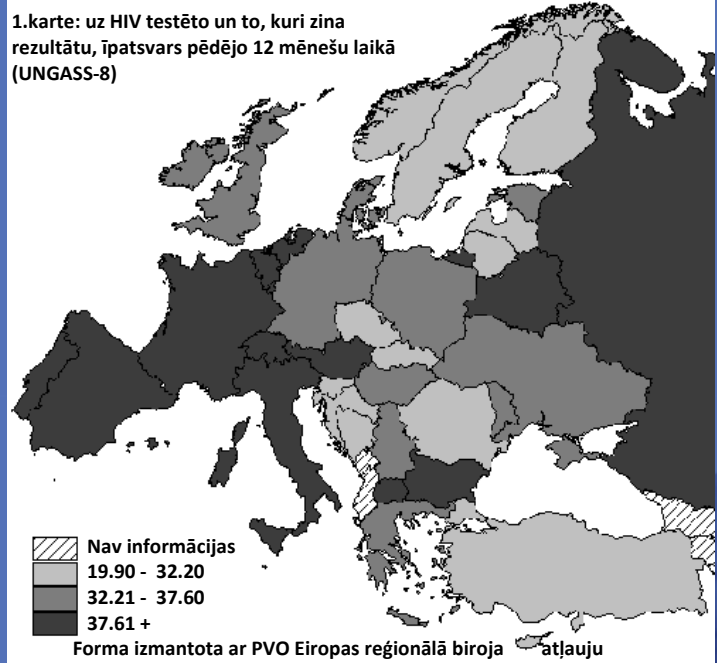 1.karte: uz HIV testēto un to, kuri zina
rezultātu, īpatsvars pēdējo 12 mēnešu laikā
(UNGASS-8)
Nav informācijas
19.90 - 32.20
32.21 - 37.60
37.61 +
Forma izmantota ar PVO Eiropas reģionālā biroja atļauju